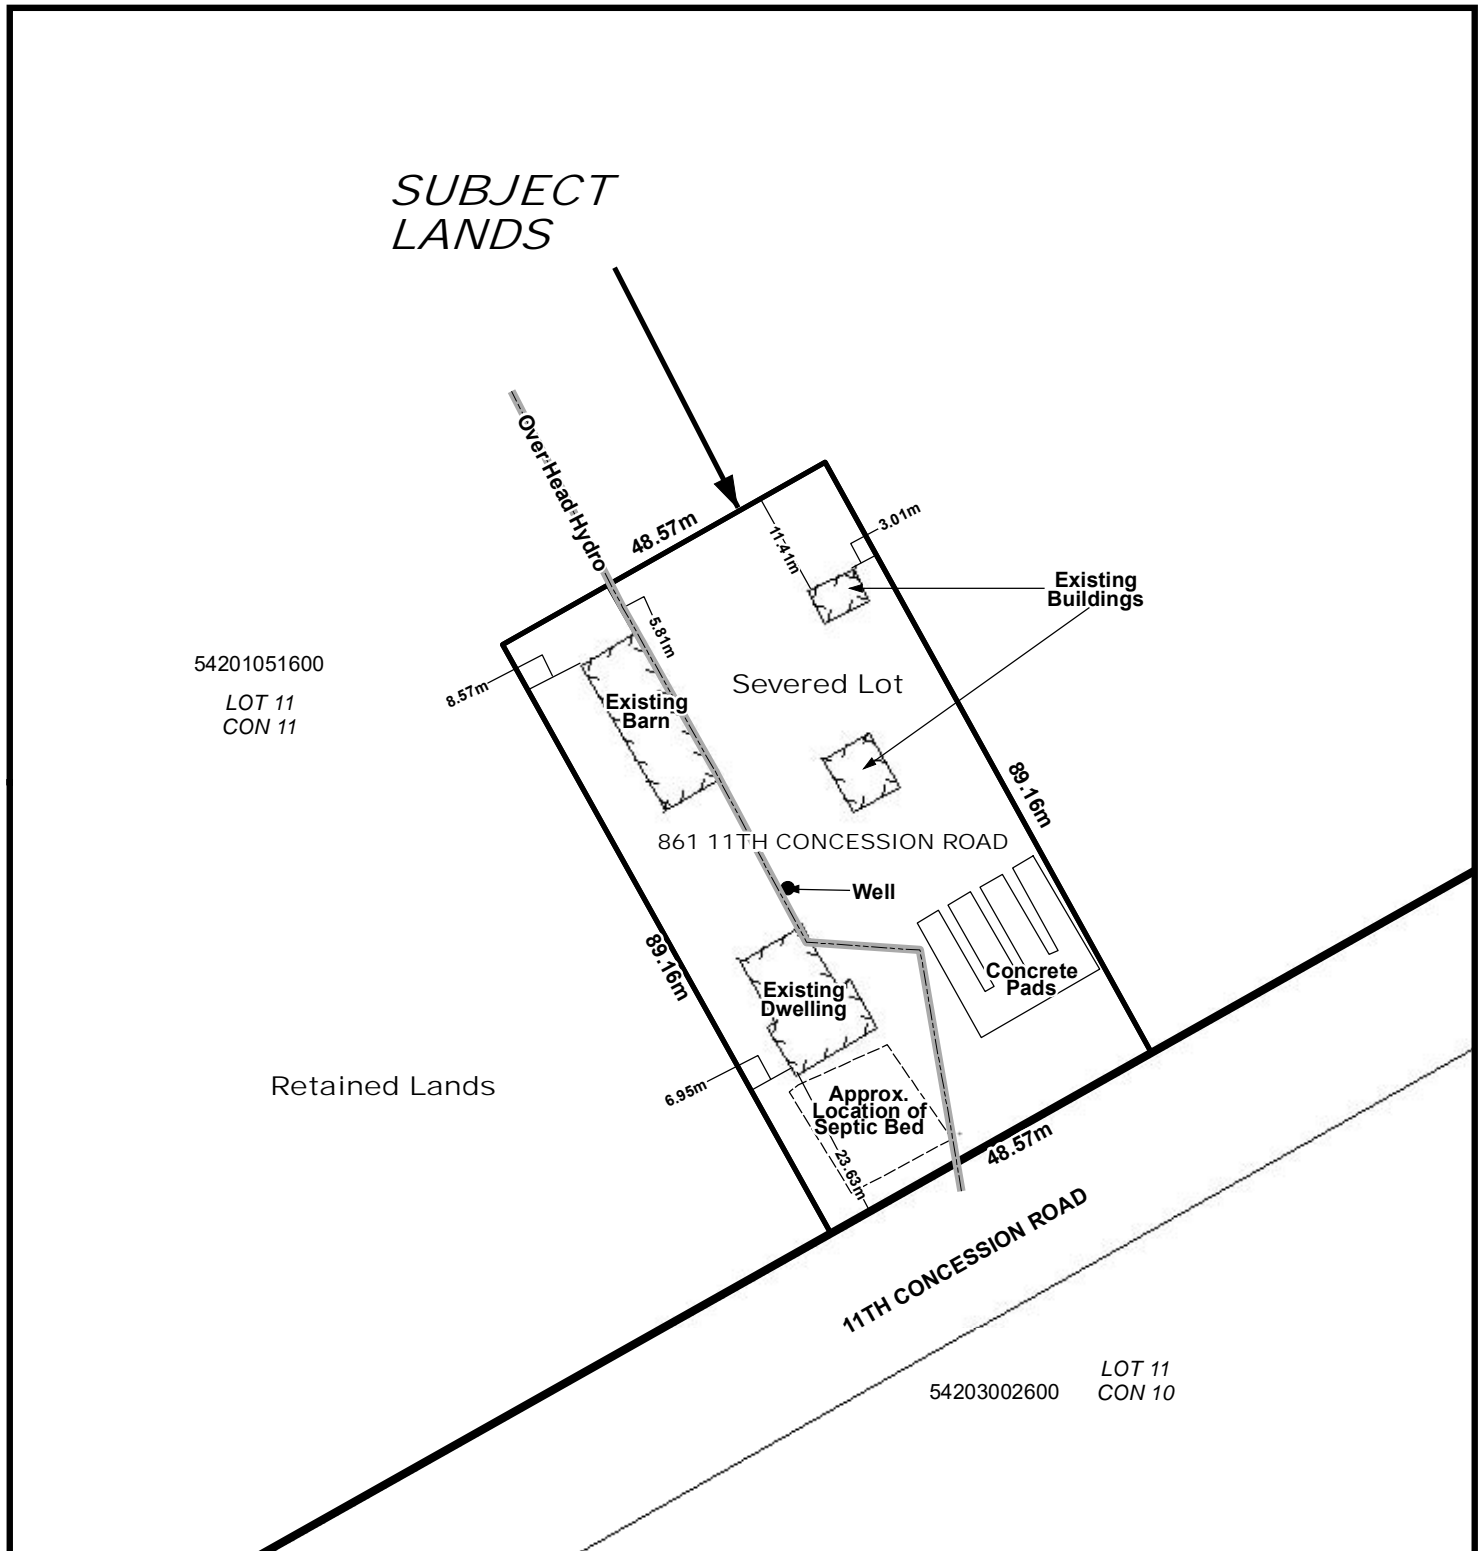 SUBJECT
LANDS
Over Head Hydro
48.57m
11.41m
3.01m
Existing
Buildings
5.81m
54201051600
LOT 11
CON 11
8.57m
Existing
Barn
Severed Lot
89.16m
861 11TH CONCESSION ROAD
Well
89.16m
Concrete
Pads
Existing
Dwelling
Retained Lands
6.95m
Approx.
Location of
Septic Bed
23.63m
48.57m
11TH CONCESSION ROAD
54203002600
LOT 11
CON 10